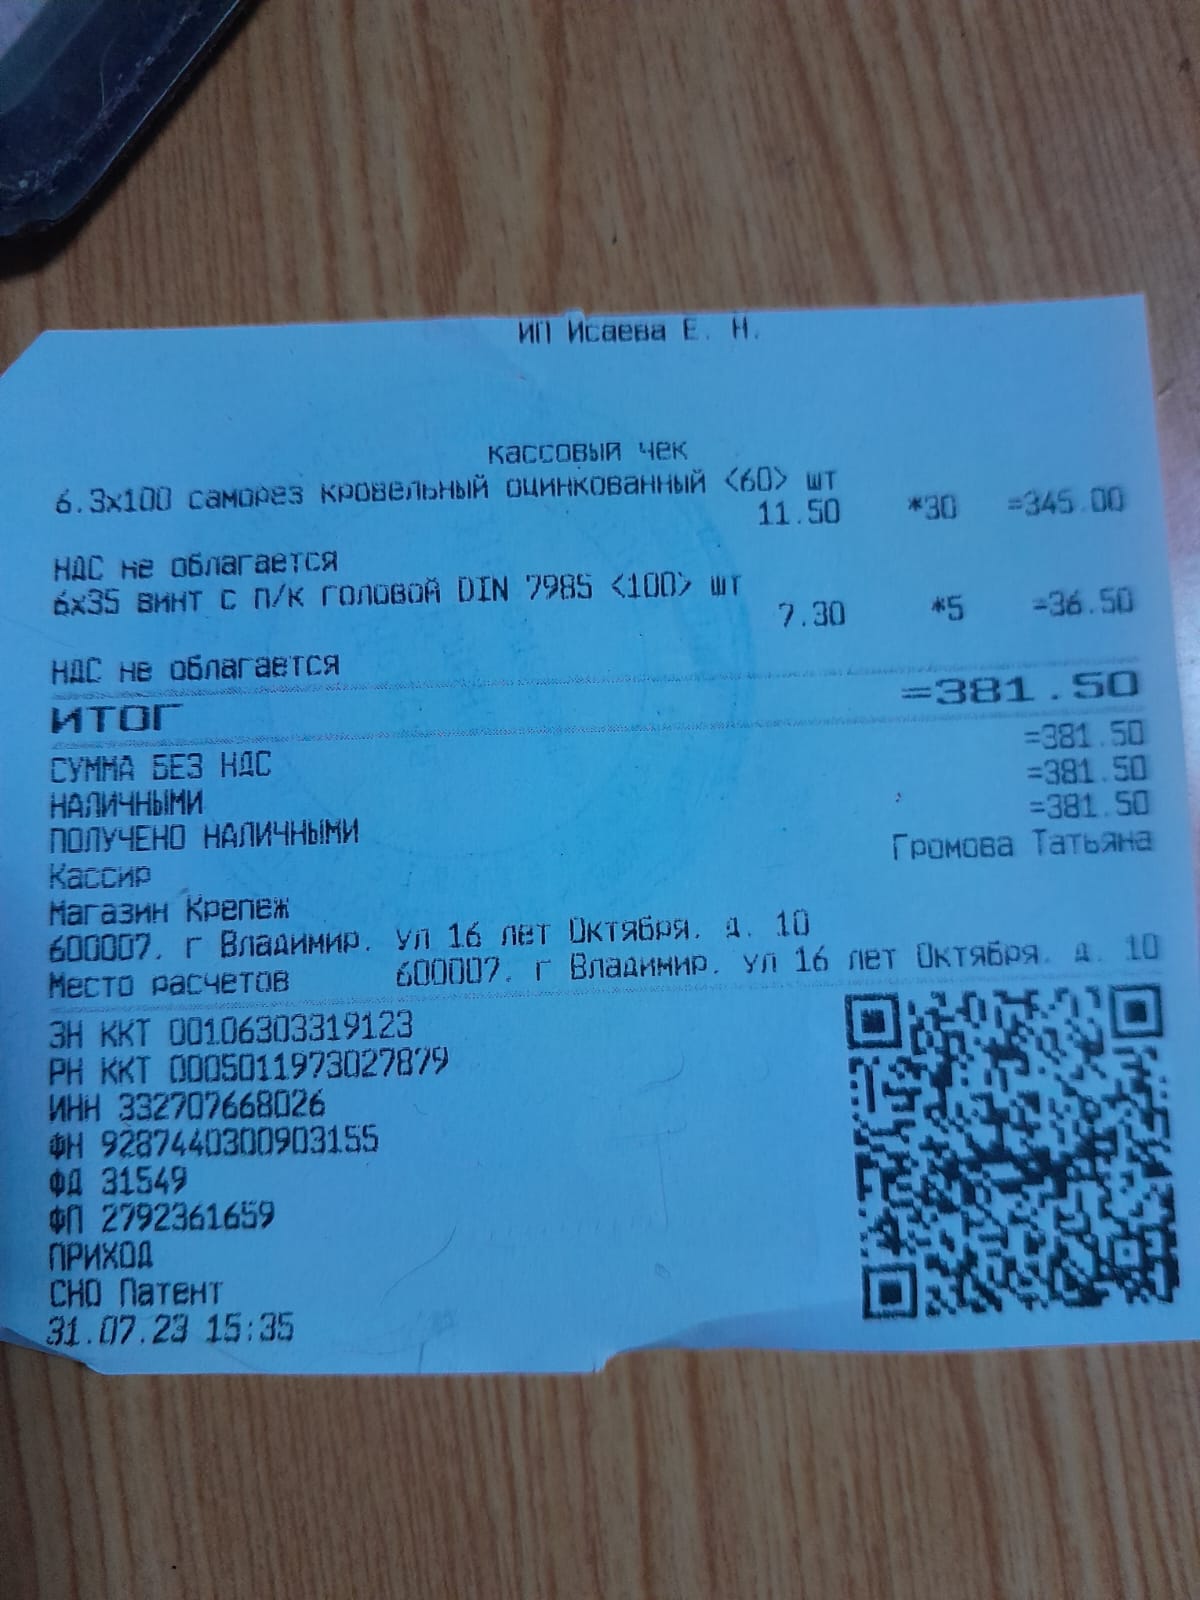 ИП Исаева Е. Н.
кассовый чек
6.3х100 саморез кровельный оцинкованный <60> шт
11.50 *30 =345.00
НДС не облагается
6х35 винт с п/к головой DIN 7985 <100> шт
7.30 *5 =36.50
НДС не облагается
ИТОГ =381.50
СУММА БЕЗ НДС =381.50
НАЛИЧНЫМИ =381.50
ПОЛУЧЕНО НАЛИЧНЫМИ =381.50
Кассир Громова Татьяна
Магазин Крепеж
600007. г Владимир. ул 16 лет Октября. д. 10
Место расчетов 600007. г Владимир. ул 16 лет Октября. д. 10
ЗН ККТ 00106303319123
РН ККТ 0005011973027879
ИНН 332707668026
ФН 9287440300903155
ФД 31549
ФП 2792361659
ПРИХОД
СНО Патент
31.07.23 15:35